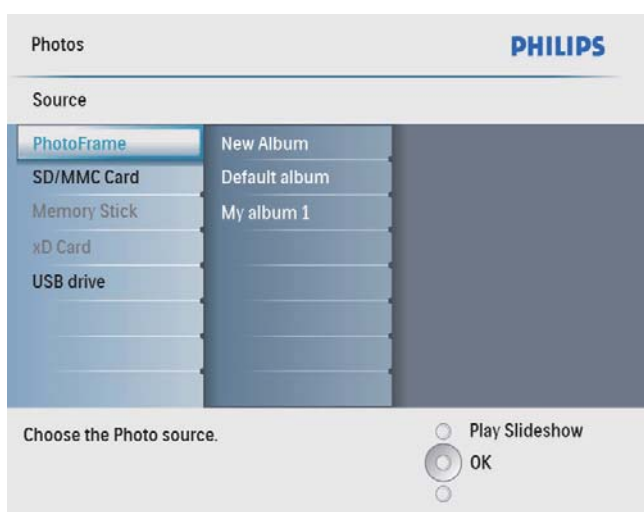 Photos
PHILIPS
Source
PhotoFrame
SD/MMC Card
Memory Stick
xD Card
USB drive
New Album
Default album
My album 1
Choose the Photo source.
Play Slideshow
OK